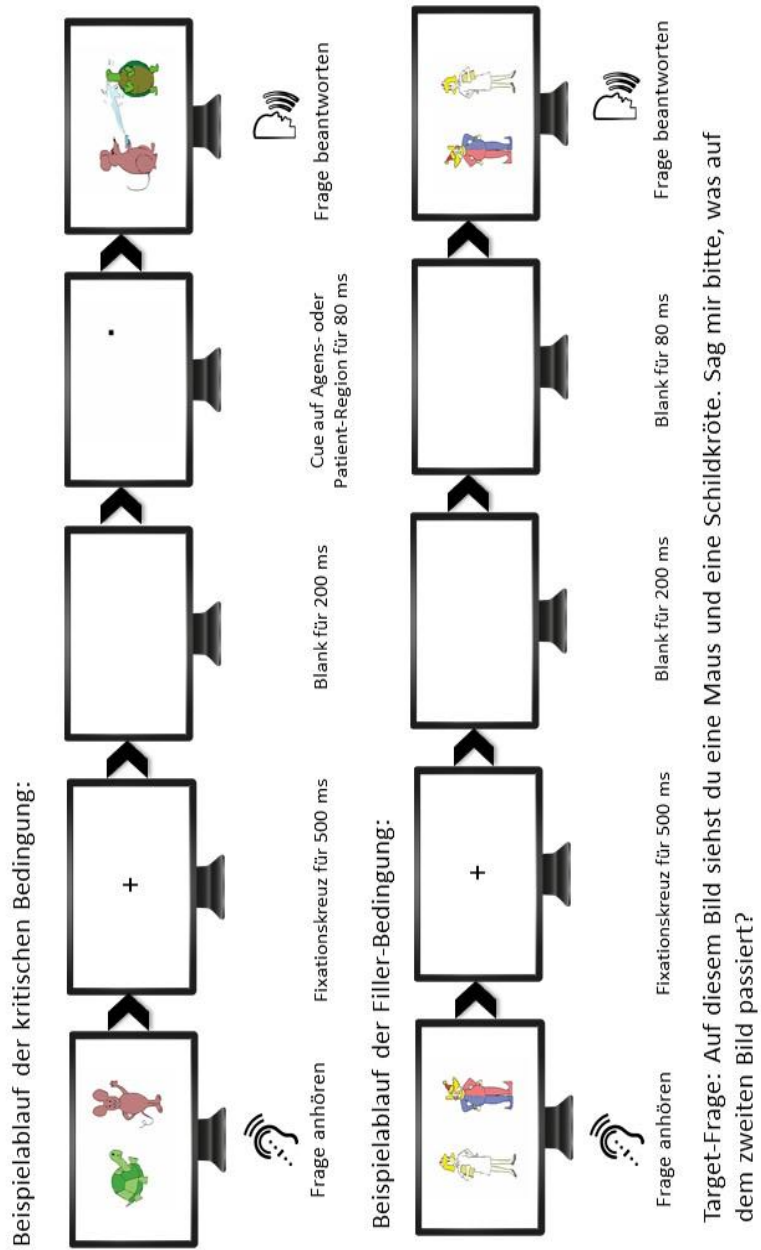 Beispielablauf der kritischen Bedingung:
Frage anhören
Fixationskreuz für 500 ms
Blank für 200 ms
Cue auf Agens- oder
Patient-Region für 80 ms
Frage beantworten
Beispielablauf der Filler-Bedingung:
Frage anhören
Fixationskreuz für 500 ms
Blank für 200 ms
Blank für 80 ms
Frage beantworten
Target-Frage: Auf diesem Bild siehst du eine Maus und eine Schildkröte. Sag mir bitte, was auf
dem zweiten Bild passiert?